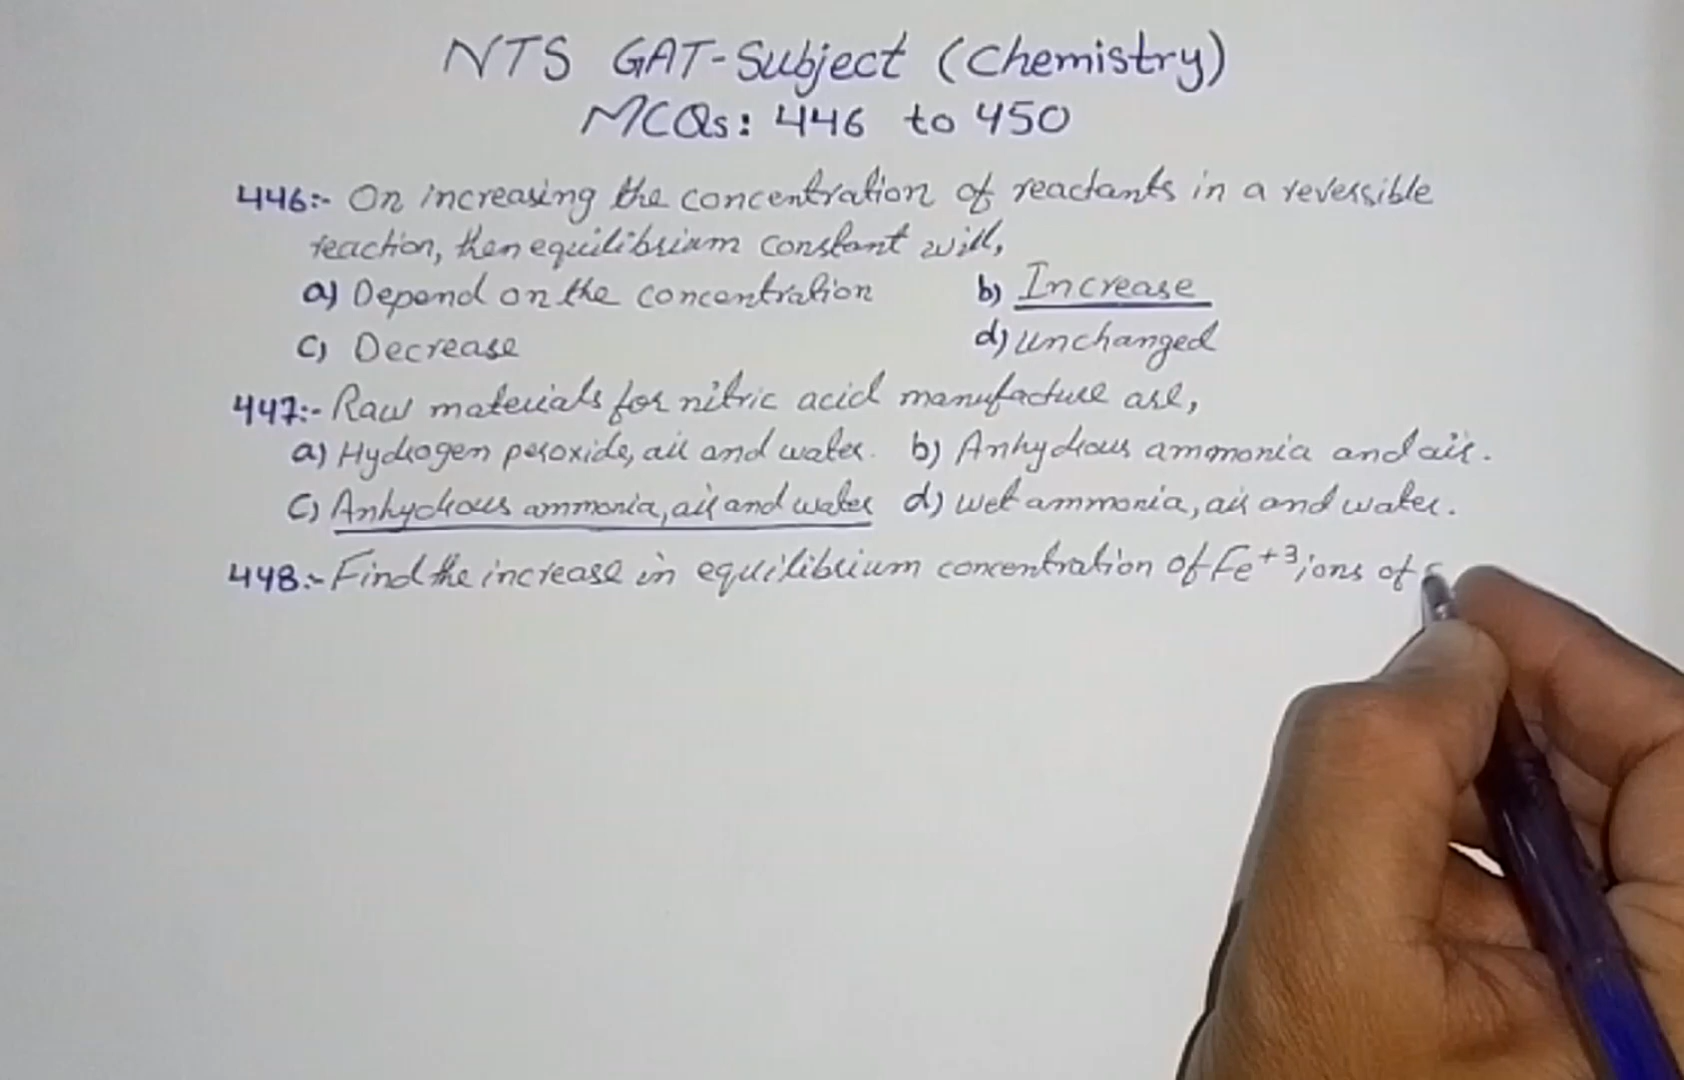 NTS GAT-Subject (Chemistry)
MCQs: 446 to 450
446:- On increasing the concentration of reactants in a reversible
reaction, then equilibrium constant will,
a) Depend on the concentration b) Increase
c) Decrease d) unchanged
447:- Raw materials for nitric acid manufacture are,
a) Hydrogen peroxide, air and water. b) Anhydrous ammonia and air.
c) Anhydrous ammonia, air and water d) wet ammonia, air and water.
448:- Find the increase in equilibrium concentration of Fe+3 ions of